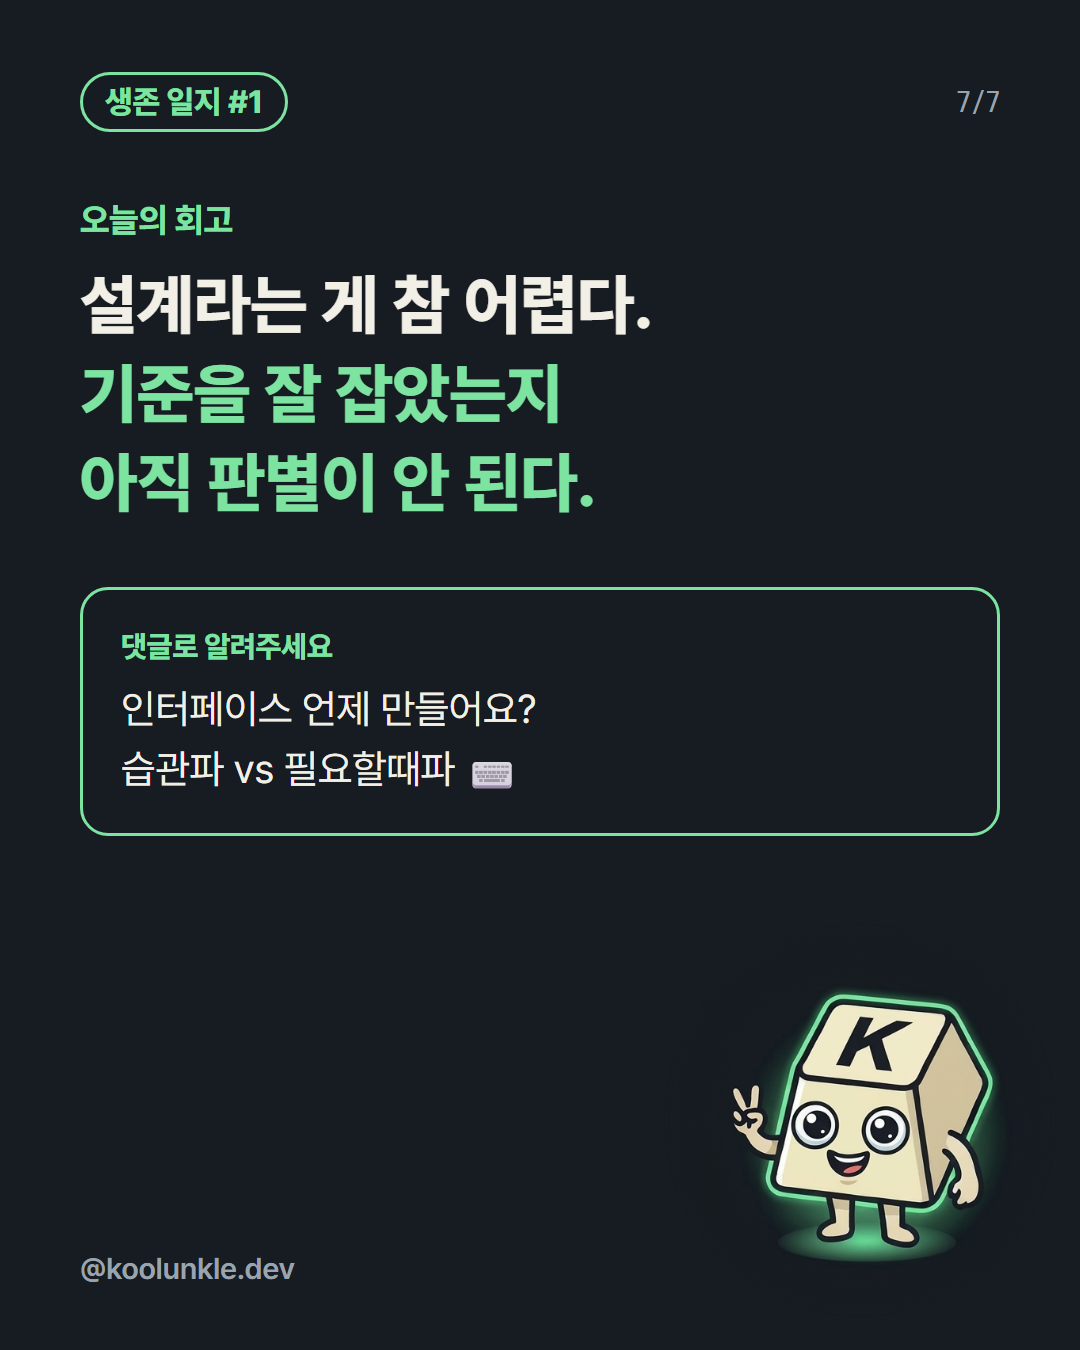 생존 일지 #1
7/7
오늘의 회고
설계라는 게 참 어렵다.
기준을 잘 잡았는지
아직 판별이 안 된다.
댓글로 알려주세요
인터페이스 언제 만들어요?
습관파 vs 필요할때파 ⌨️
K
@koolunkle.dev